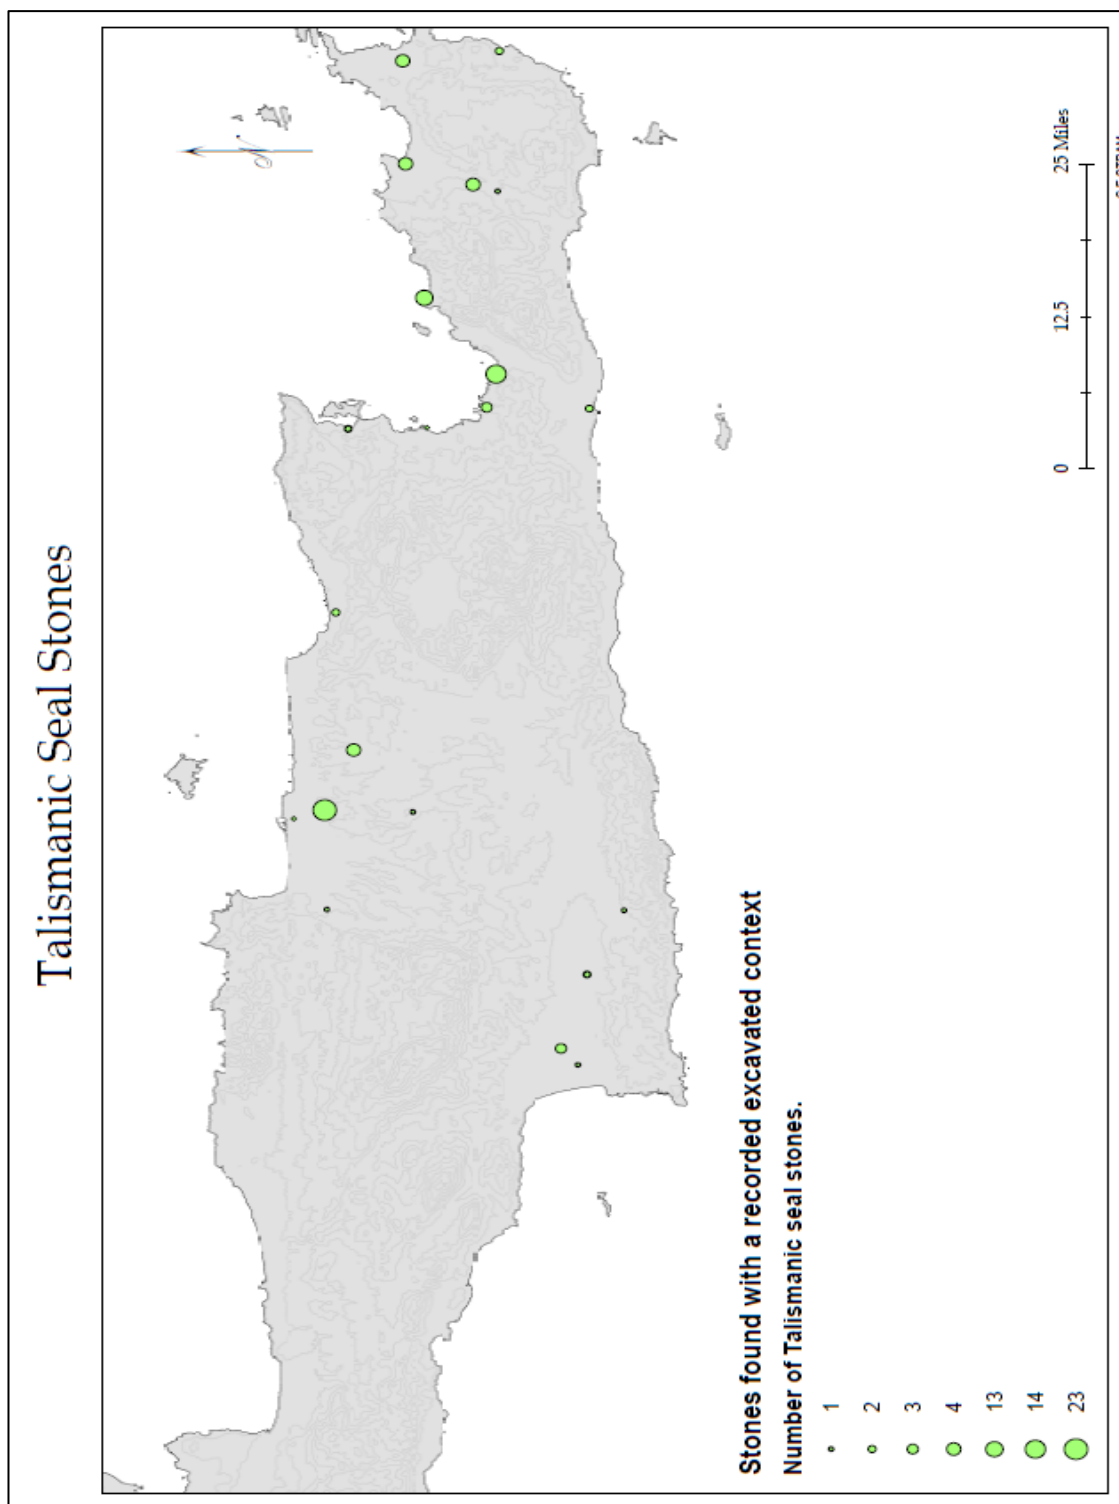 Talismanic Seal Stones
N
Stones found with a recorded excavated context
Number of Talismanic seal stones.
1
2
3
4
13
14
23
0 12.5 25 Miles